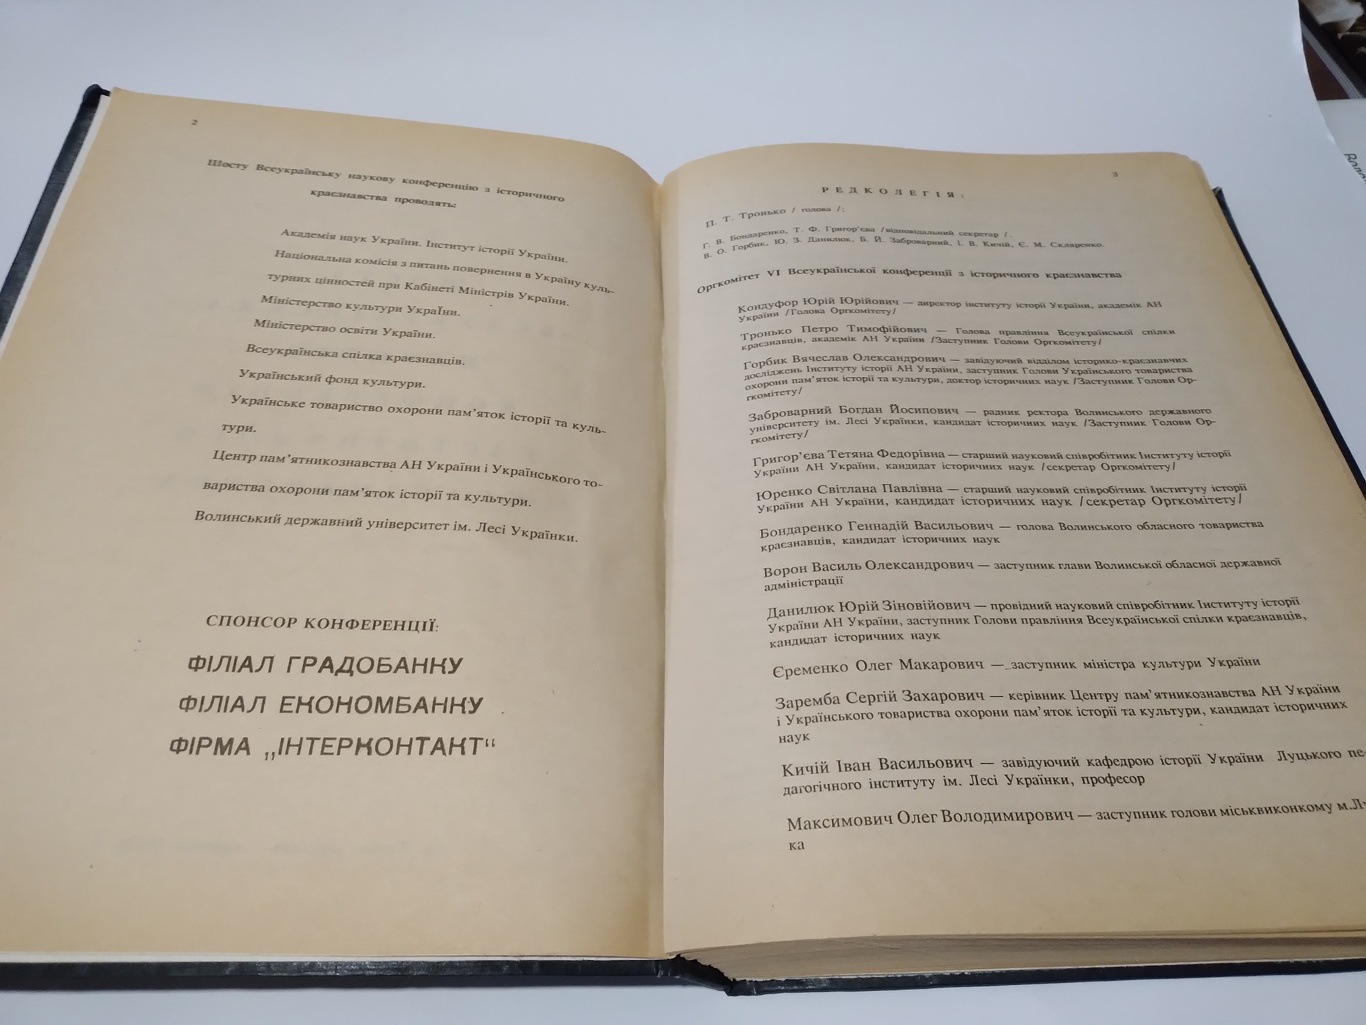 2
Шосту Всеукраїнську наукову конференцію з історичного
краєзнавства проводять:
Академія наук України. Інститут історії України.
Національна комісія з питань повернення в Україну куль-
турних цінностей при Кабінеті Міністрів України.
Міністерство культури України.
Міністерство освіти України.
Всеукраїнська спілка краєзнавців.
Український фонд культури.
Українське товариство охорони пам'яток історії та куль-
тури.
Центр пам'ятникознавства АН України і Українського то-
вариства охорони пам'яток історії та культури.
Волинський державний університет ім. Лесі Українки.
СПОНСОР КОНФЕРЕНЦІЇ:
ФІЛІАЛ ГРАДОБАНКУ
ФІЛІАЛ ЕКОНОМБАНКУ
ФІРМА „ІНТЕРКОНТАКТ“
3
РЕДКОЛЕГІЯ:
П. Т. Тронько / голова /;
Г. В. Бондаренко, Т. Ф. Григор'єва /відповідальний секретар /.
В. О. Горбик, Ю. З. Данилюк, Б. Й. Заброварний, І. В. Кичій, Є. М. Скляренко.
Оргкомітет VI Всеукраїнської конференції з історичного краєзнавства
Кондуфор Юрій Юрійович — директор інституту історії України, академік АН
України /Голова Оргкомітету/
Тронько Петро Тимофійович — Голова правління Всеукраїнської спілки
краєзнавців, академік АН України /Заступник Голови Оргкомітету/
Горбик Вячеслав Олександрович — завідуючий відділом історико-краєзнавчих
досліджень Інституту історії АН України, заступник Голови Українського товариства
охорони пам'яток історії та культури, доктор історичних наук /Заступник Голови Ор-
гкомітету/
Заброварний Богдан Йосипович — радник ректора Волинського державного
університету ім. Лесі Українки, кандидат історичних наук /Заступник Голови Ор-
гкомітету/
Григор'єва Тетяна Федорівна — старший науковий співробітник Інституту історії
України АН України, кандидат історичних наук /секретар Оргкомітету/
Юренко Світлана Павлівна — старший науковий співробітник Інституту історії
України АН України, кандидат історичних наук /секретар Оргкомітету/
Бондаренко Геннадій Васильович — голова Волинського обласного товариства
краєзнавців, кандидат історичних наук
Ворон Василь Олександрович — заступник глави Волинської обласної державної
адміністрації
Данилюк Юрій Зіновійович — провідний науковий співробітник Інституту історії
України АН України, заступник Голови правління Всеукраїнської спілки краєзнавців,
кандидат історичних наук
Єременко Олег Макарович — заступник міністра культури України
Заремба Сергій Захарович — керівник Центру пам'ятникознавства АН України
і Українського товариства охорони пам'яток історії та культури, кандидат історичних
наук
Кичій Іван Васильович — завідуючий кафедрою історії України Луцького пе-
дагогічного інституту ім. Лесі Українки, професор
Максимович Олег Володимирович — заступник голови міськвиконкому м.
ка